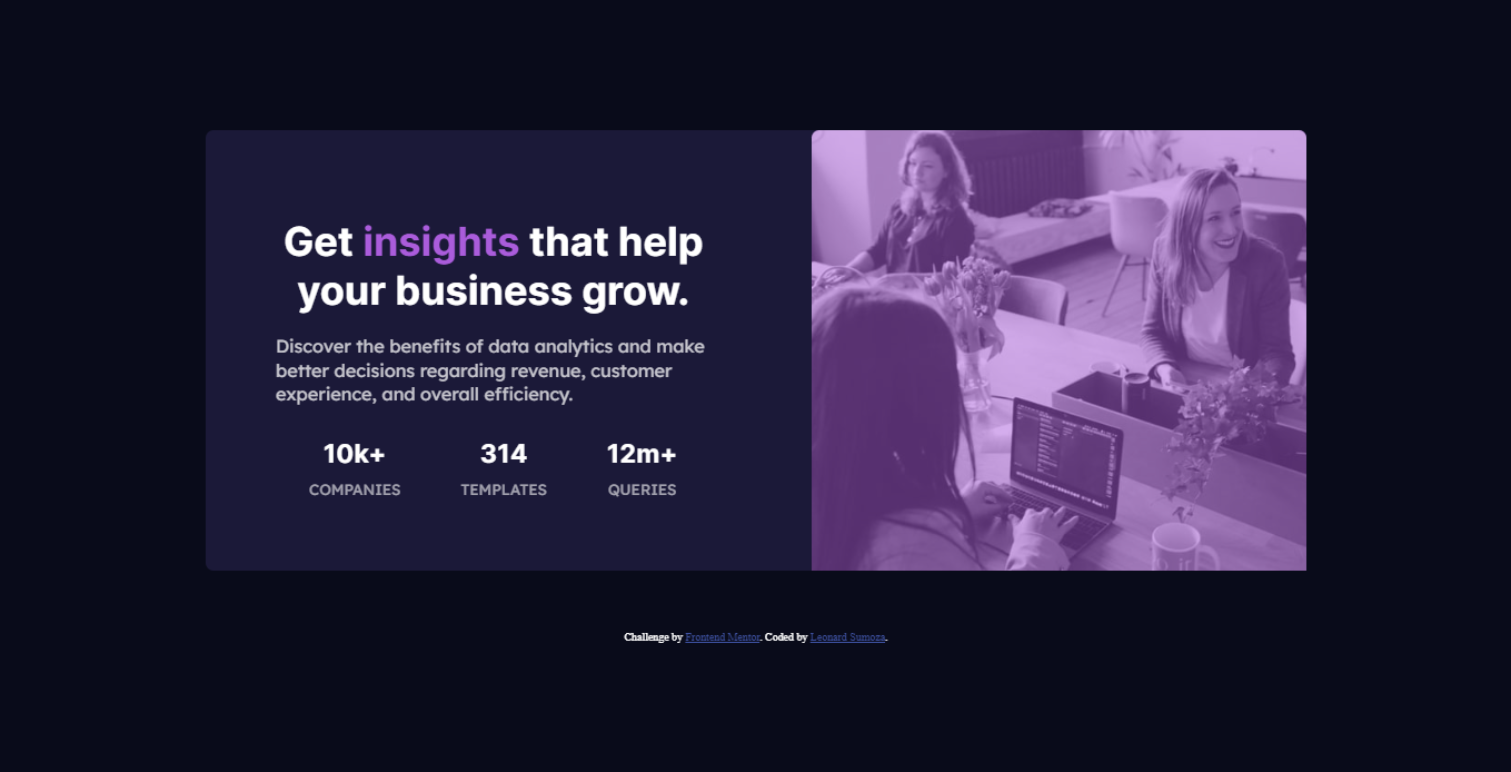 Get insights that help
your business grow.
Discover the benefits of data analytics and make
better decisions regarding revenue, customer
experience, and overall efficiency.
10k+ 314 12m+
COMPANIES TEMPLATES QUERIES
Challenge by Frontend Mentor. Coded by Leonard Sumoza.